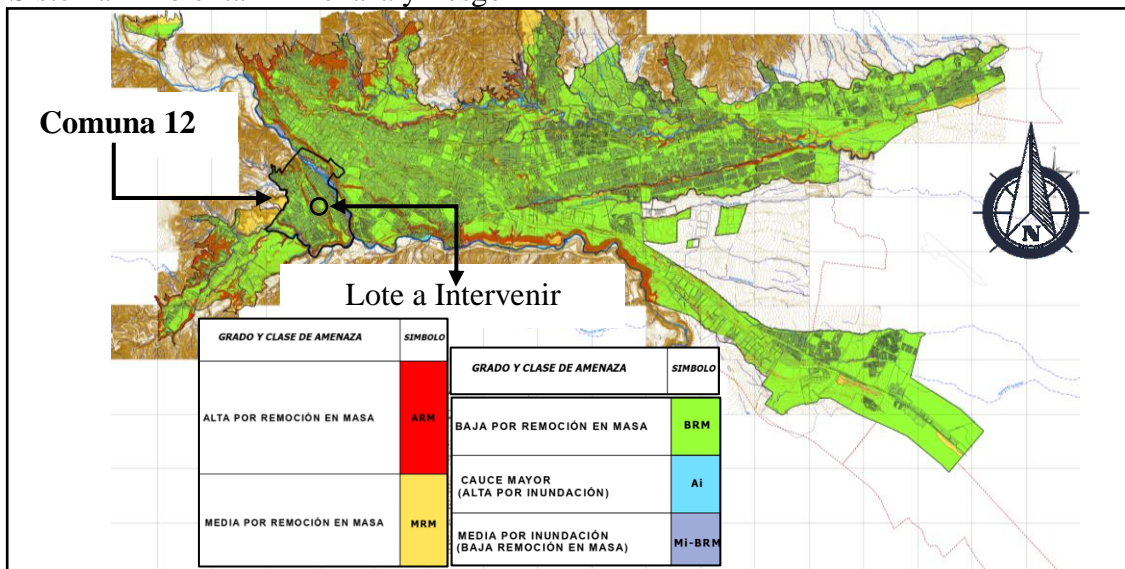 Comuna 12
N
Lote a Intervenir
GRADO Y CLASE DE AMENAZA SIMBOLO
ALTA POR REMOCIÓN EN MASA ARM
MEDIA POR REMOCIÓN EN MASA MRM
GRADO Y CLASE DE AMENAZA SIMBOLO
BAJA POR REMOCIÓN EN MASA BRM
CAUCE MAYOR
(ALTA POR INUNDACIÓN) Ai
MEDIA POR INUNDACIÓN
(BAJA REMOCIÓN EN MASA) Mi-BRM